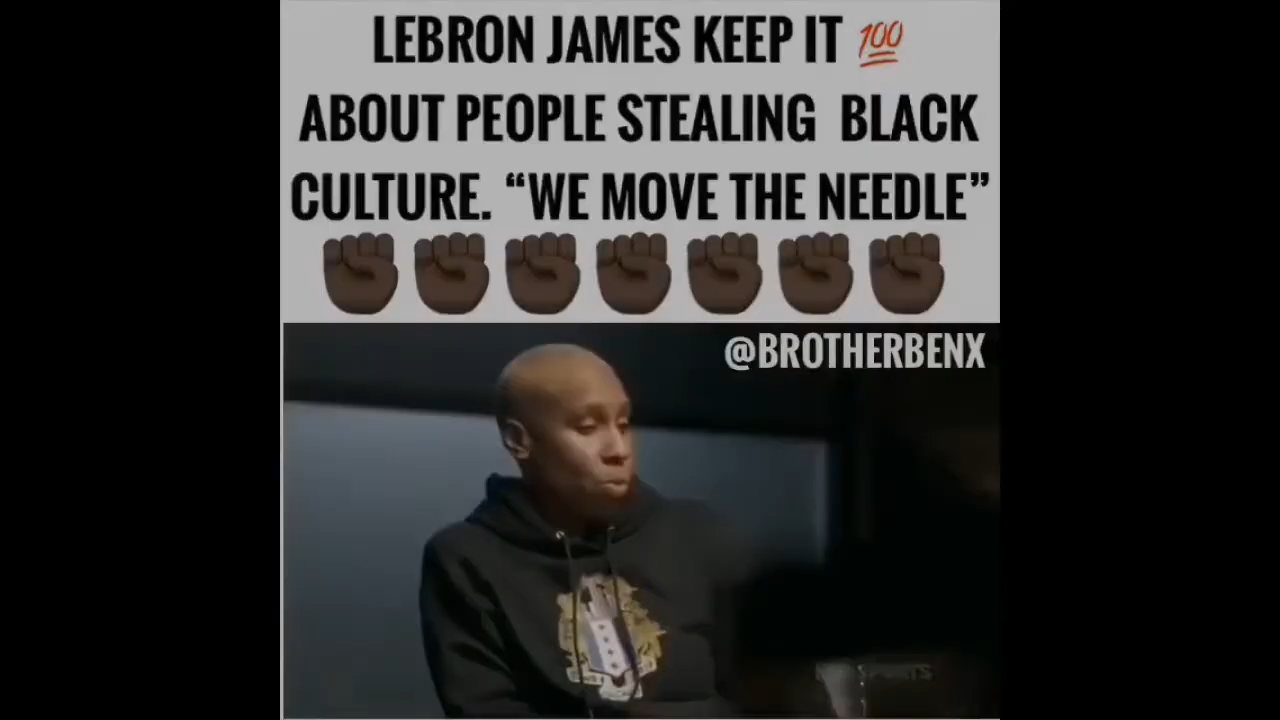 LEBRON JAMES KEEP IT 💯
ABOUT PEOPLE STEALING BLACK
CULTURE. “WE MOVE THE NEEDLE”
✊🏿✊🏿✊🏿✊🏿✊🏿✊🏿✊🏿
@BROTHERBENX